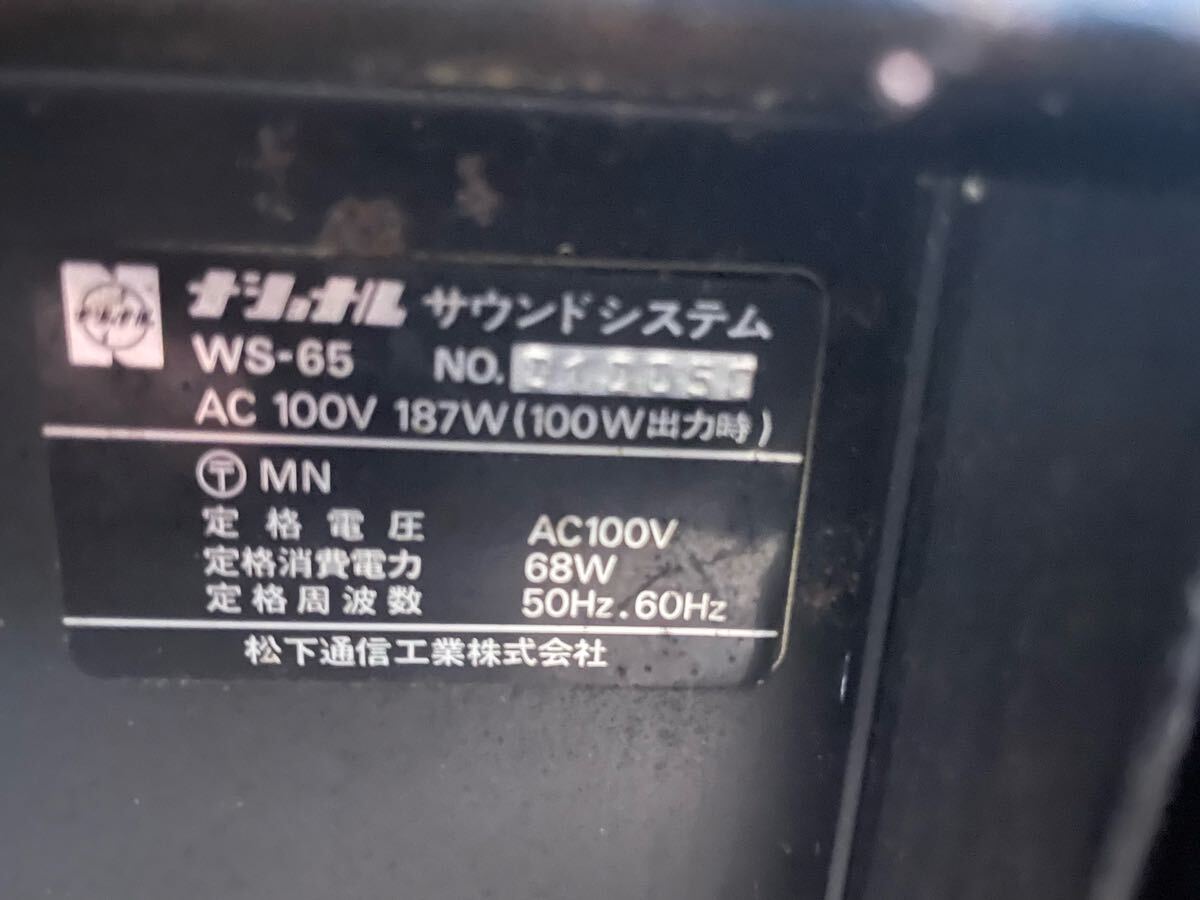 ナショナル サウンドシステム
WS-65 NO.
AC 100V 187W(100W出力時)
〒 MN
定格電圧 AC100V
定格消費電力 68W
定格周波数 50Hz.60Hz
松下通信工業株式会社